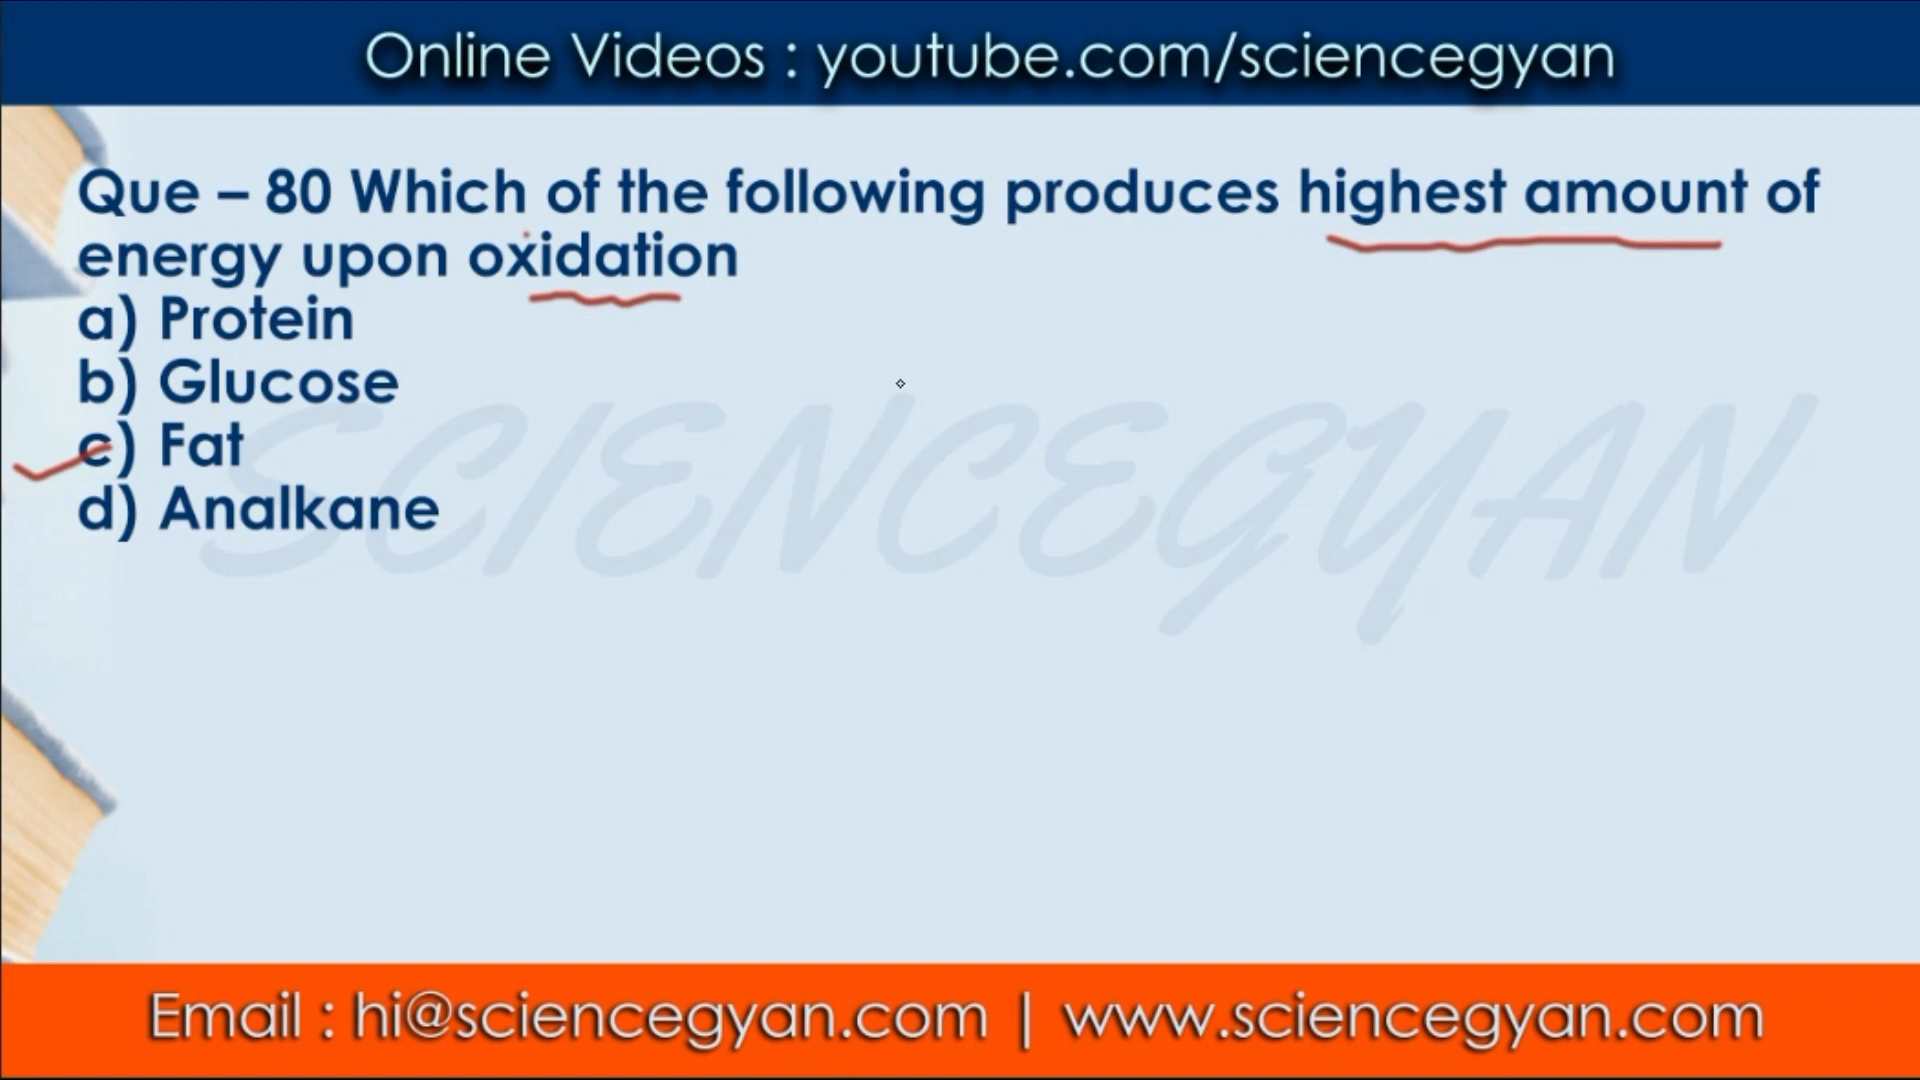 Online Videos : youtube.com/sciencegyan
Que – 80 Which of the following produces highest amount of
energy upon oxidation
a) Protein
b) Glucose
c) Fat
d) Analkane
SCIENCEGYAN
Email : hi@sciencegyan.com | www.sciencegyan.com